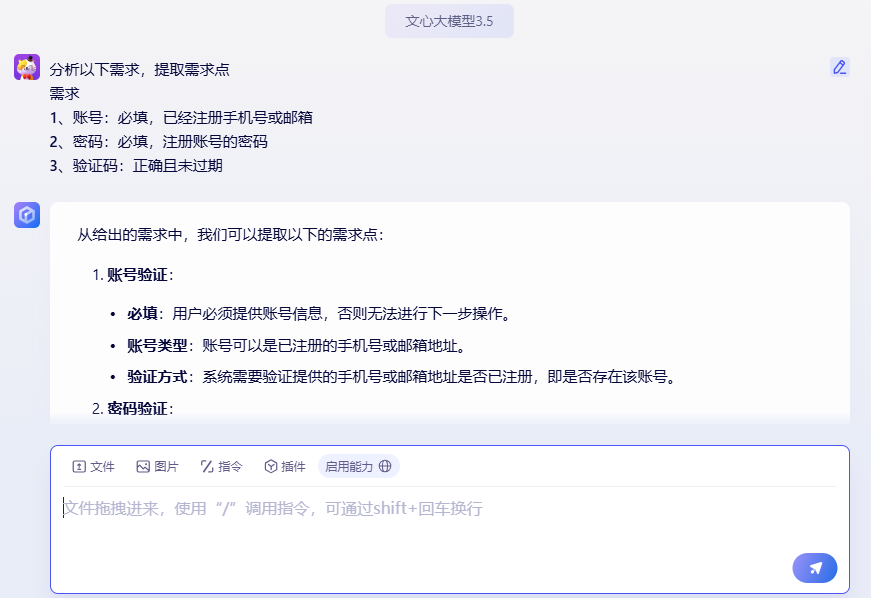 文心大模型3.5
分析以下需求，提取需求点
需求
1、账号：必填，已经注册手机号或邮箱
2、密码：必填，注册账号的密码
3、验证码：正确且未过期
从给出的需求中，我们可以提取以下的需求点：
1. 账号验证：
• 必填：用户必须提供账号信息，否则无法进行下一步操作。
• 账号类型：账号可以是已注册的手机号或邮箱地址。
• 验证方式：系统需要验证提供的手机号或邮箱地址是否已注册，即是否存在该账号。
2. 密码验证：
文件 图片 指令 插件 启用能力
文件拖拽进来，使用“/”调用指令，可通过shift+回车换行